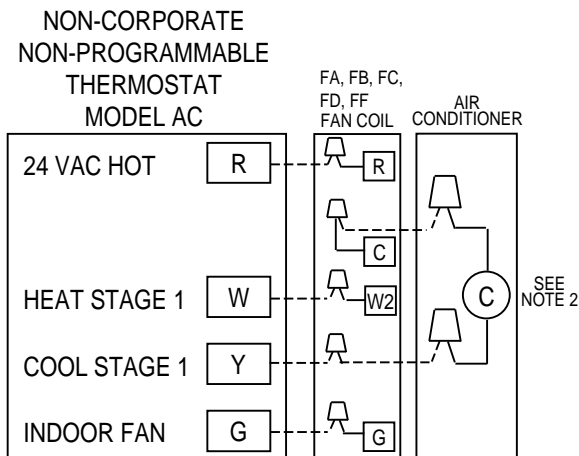 NON-CORPORATE
NON-PROGRAMMABLE
THERMOSTAT
MODEL AC
FA, FB, FC,
FD, FF
FAN COIL
AIR
CONDITIONER
24 VAC HOT R R
C
HEAT STAGE 1 W W2 C SEE
NOTE 2
COOL STAGE 1 Y
INDOOR FAN G G